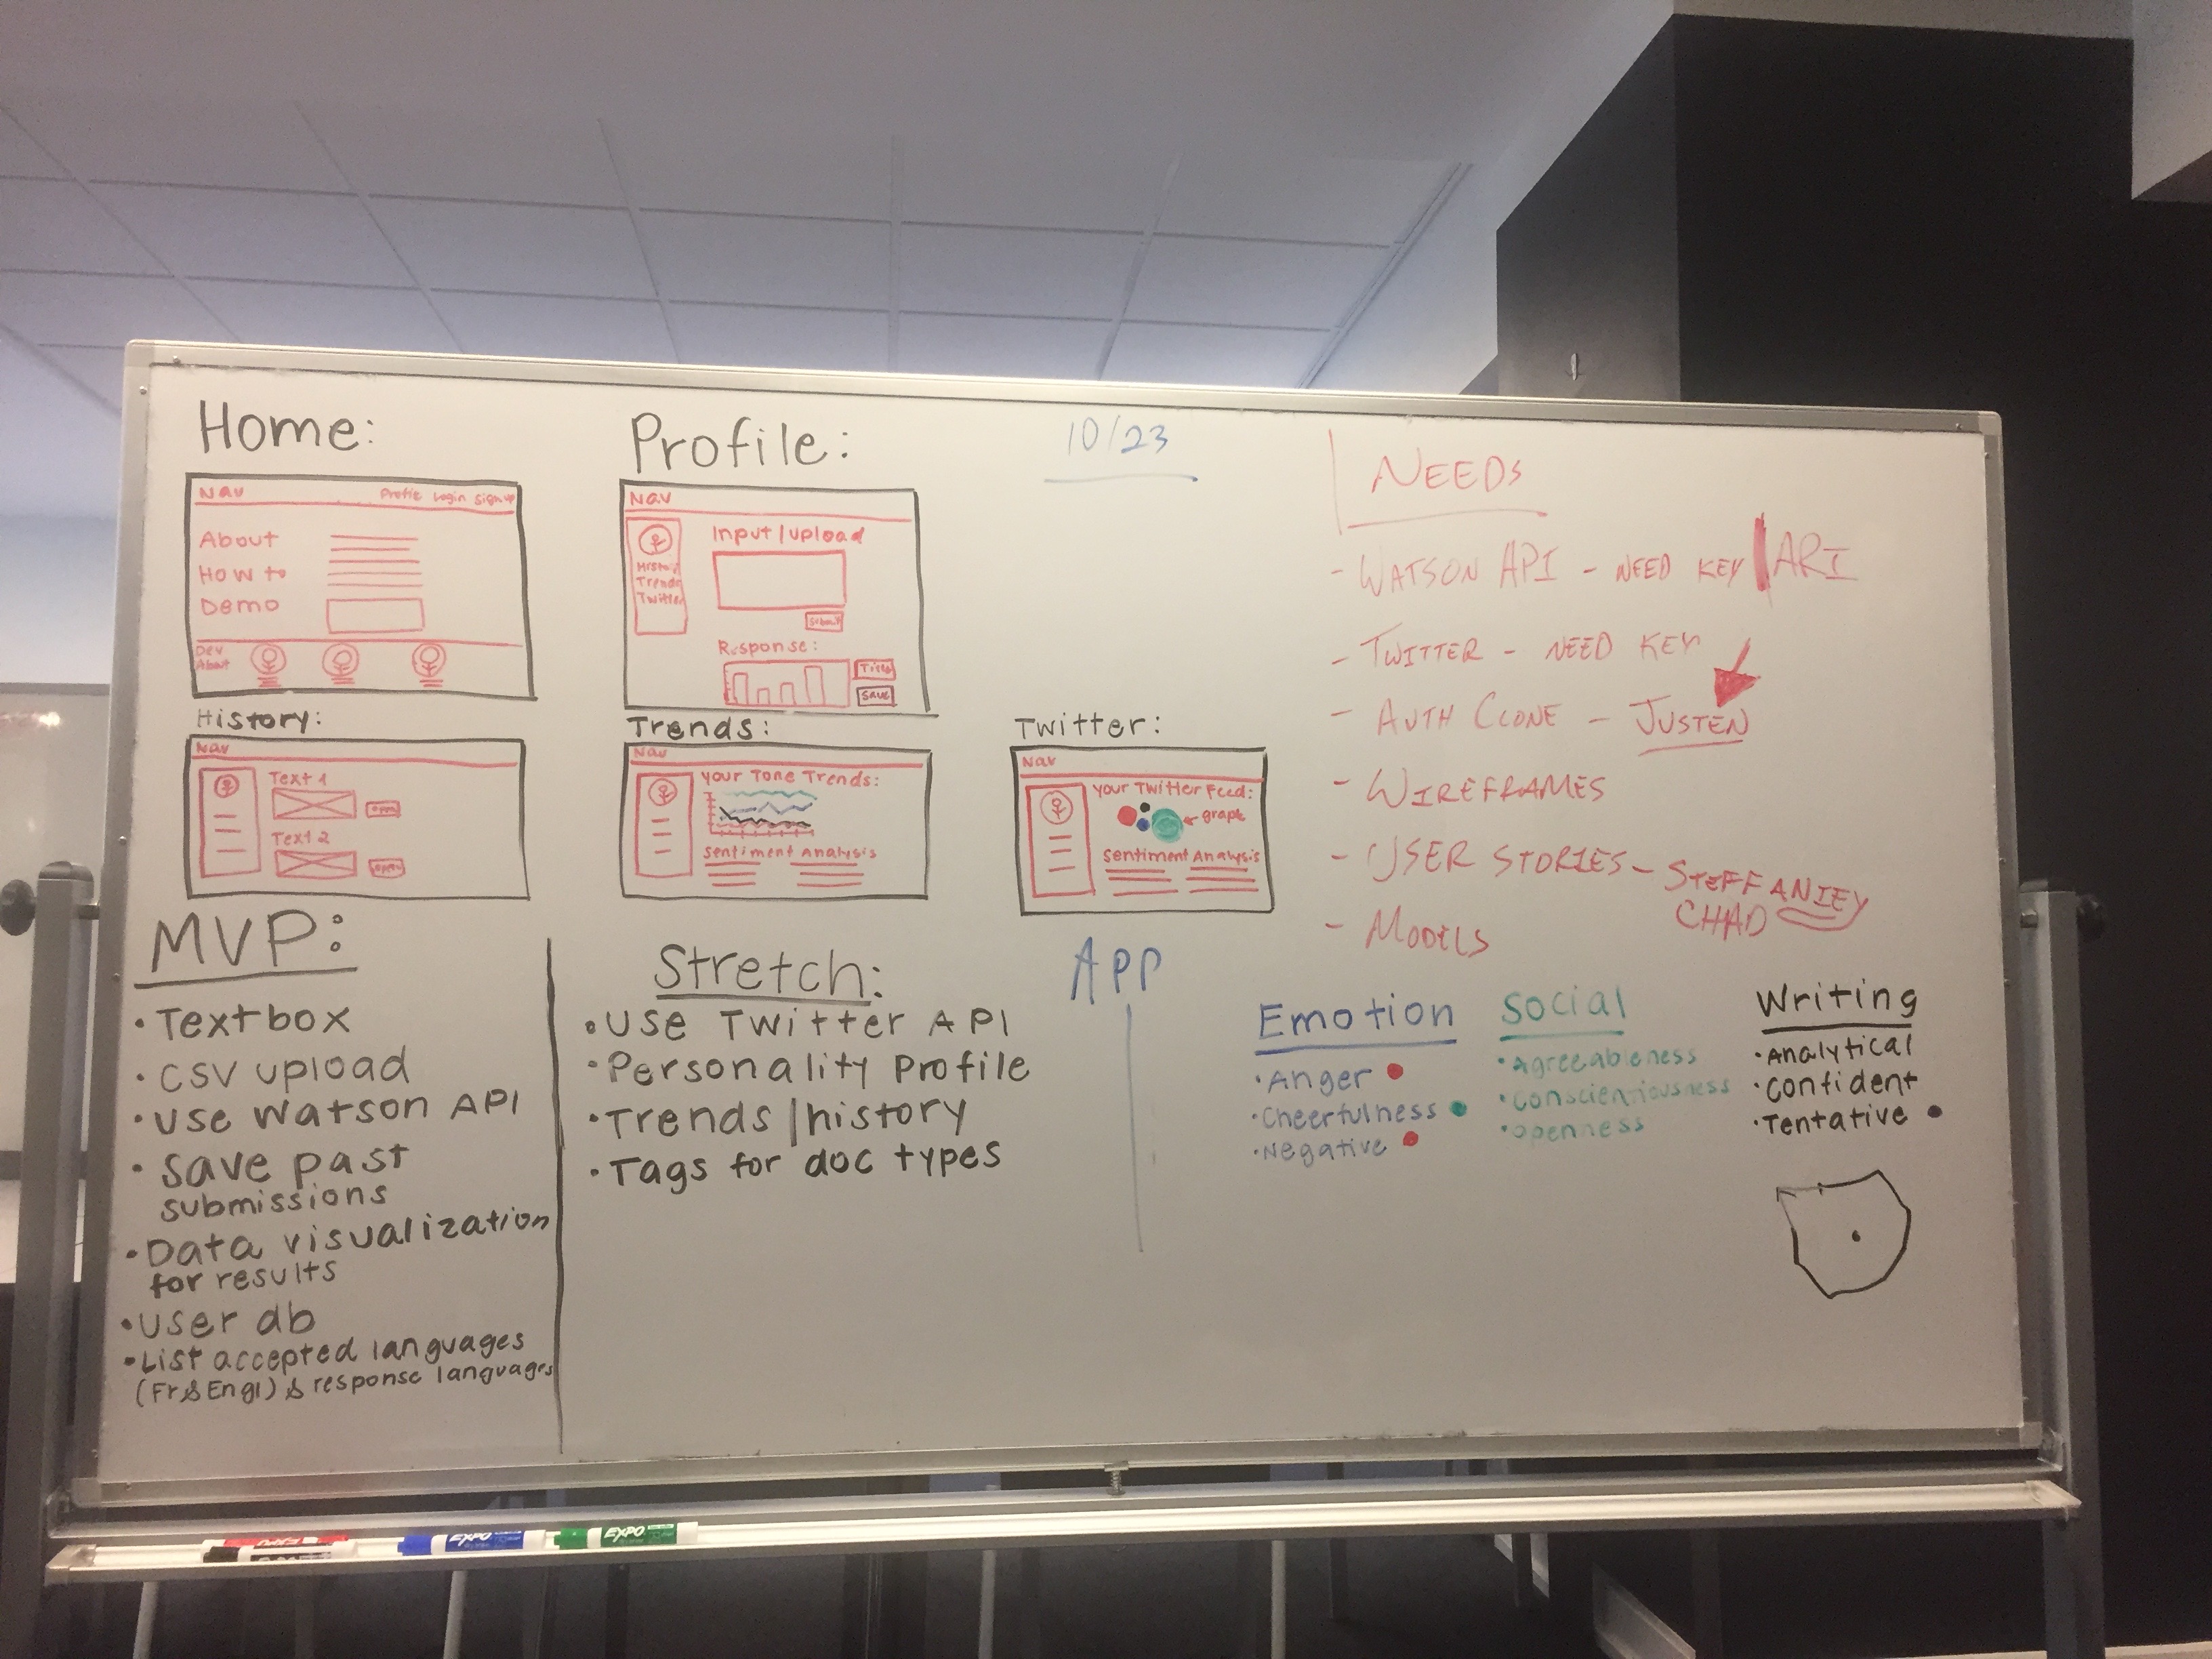 Home:
Nav Profile Login Sign up
About
How to
Demo
Dev
About
Profile:
Nav
Input/upload
History
Trends
Twitter
Submit
Response:
Title
Save
10/23
History:
Nav
Text 1
open
Text 2
open
Trends:
Nav
Your Tone Trends:
Sentiment Analysis
Twitter:
Nav
Your Twitter Feed:
graph
Sentiment Analysis
NEEDS
- WATSON API - NEED KEY | ARI
- TWITTER - NEED KEY
- AUTH CLONE - JUSTEN
- WIREFRAMES
- USER STORIES - STEFFANIEY
CHAD
- MODELS
MVP:
• Textbox
• CSV upload
• Use Watson API
• Save past
submissions
• Data visualization
for results
• User db
• List accepted languages
(Fr & Engl) & response languages
Stretch:
• Use Twitter API
• Personality Profile
• Trends/history
• Tags for doc types
APP
Emotion
• Anger
• Cheerfulness
• Negative
Social
• Agreeableness
• Conscientiousness
• Openness
Writing
• Analytical
• Confident
• Tentative
EXPO
EXPO